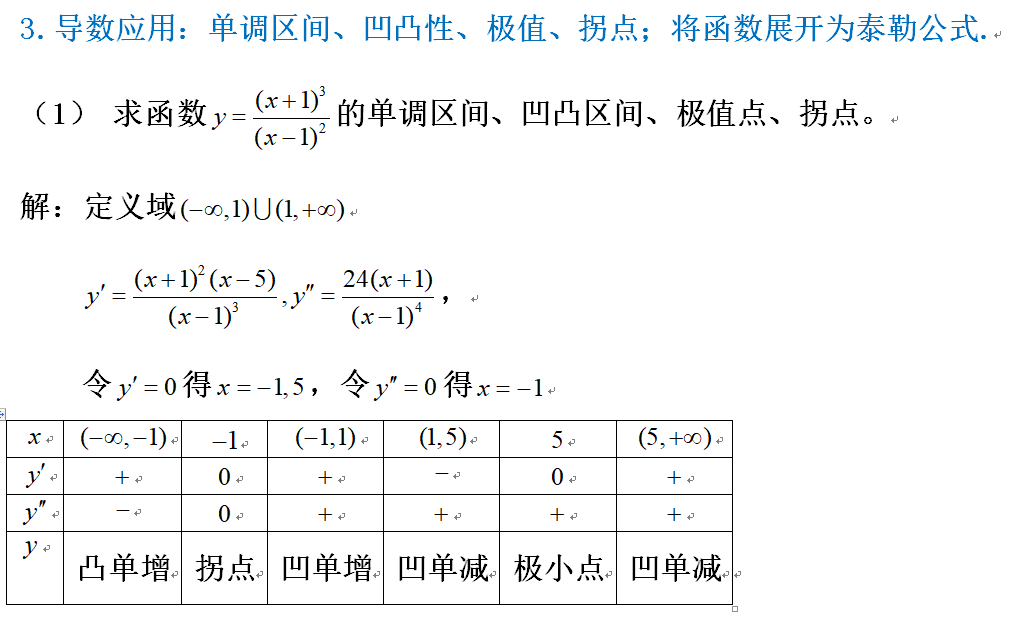 3. 导数应用：单调区间、凹凸性、极值、拐点；将函数展开为泰勒公式.
（1） 求函数 y = (x+1)³/(x−1)² 的单调区间、凹凸区间、极值点、拐点。
解：定义域 (−∞,1)∪(1,+∞)
y′ = (x+1)²(x−5)/(x−1)³, y″ = 24(x+1)/(x−1)⁴，
令 y′ = 0 得 x = −1,5，令 y″ = 0 得 x = −1
x (−∞,−1) −1 (−1,1) (1,5) 5 (5,+∞)
y′ + 0 + − 0 +
y″ − 0 + + + +
y 凸单增 拐点 凹单增 凹单减 极小点 凹单减